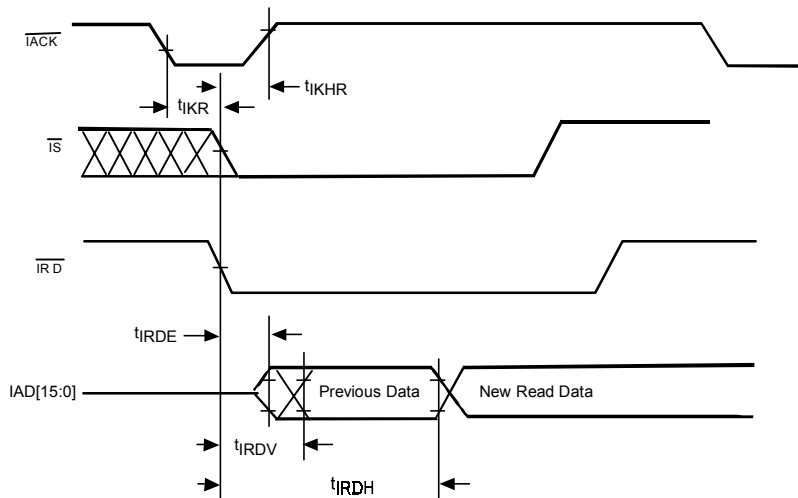 IACK
tIKHR
tIKR
IS
IR D
tIRDE
IAD[15:0] Previous Data New Read Data
tIRDV
tIRDH